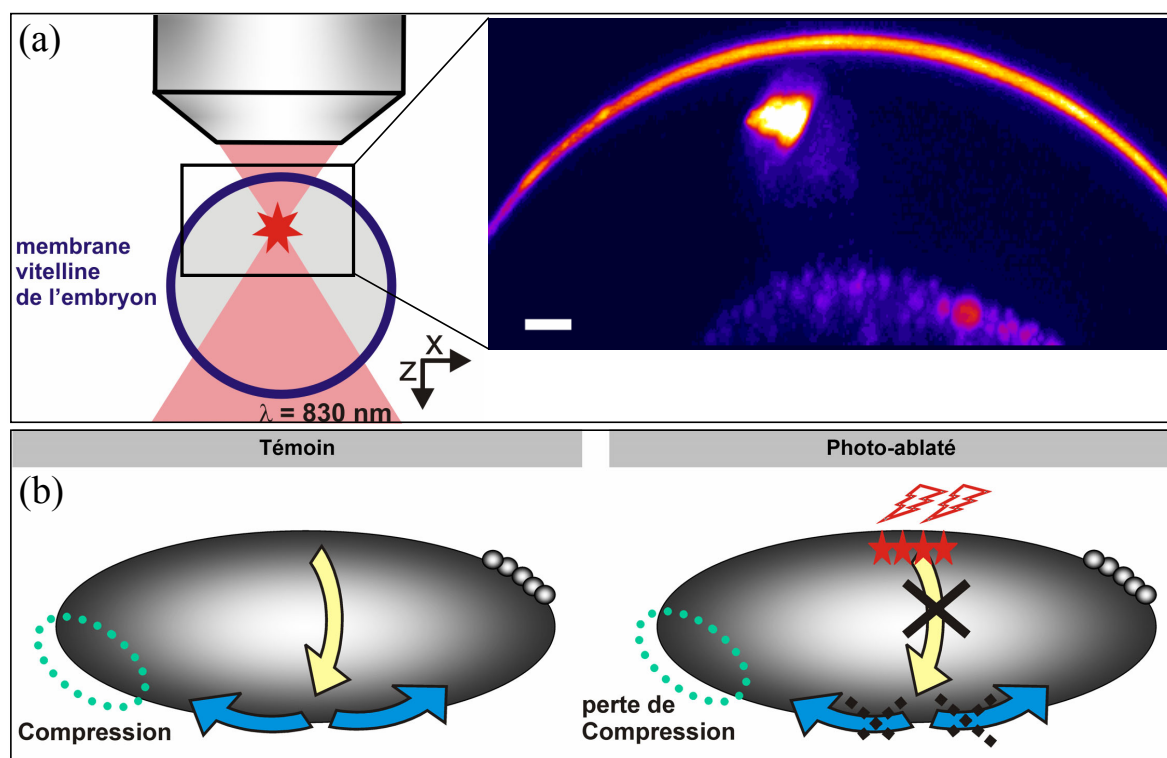 (a)
membrane
vitelline
de l'embryon
X
Z
λ = 830 nm
Témoin
Photo-ablaté
(b)
Compression
perte de
Compression